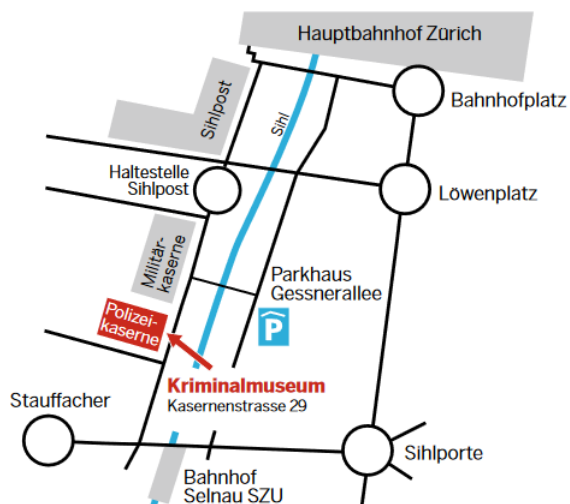 Hauptbahnhof Zürich
Bahnhofplatz
Sihlpost
Sihl
Haltestelle
Sihlpost
Löwenplatz
Militär-
kaserne
Parkhaus
Gessnerallee
P
Polizei-
kaserne
Kriminalmuseum
Kasernenstrasse 29
Stauffacher
Sihlporte
Bahnhof
Selnau SZU